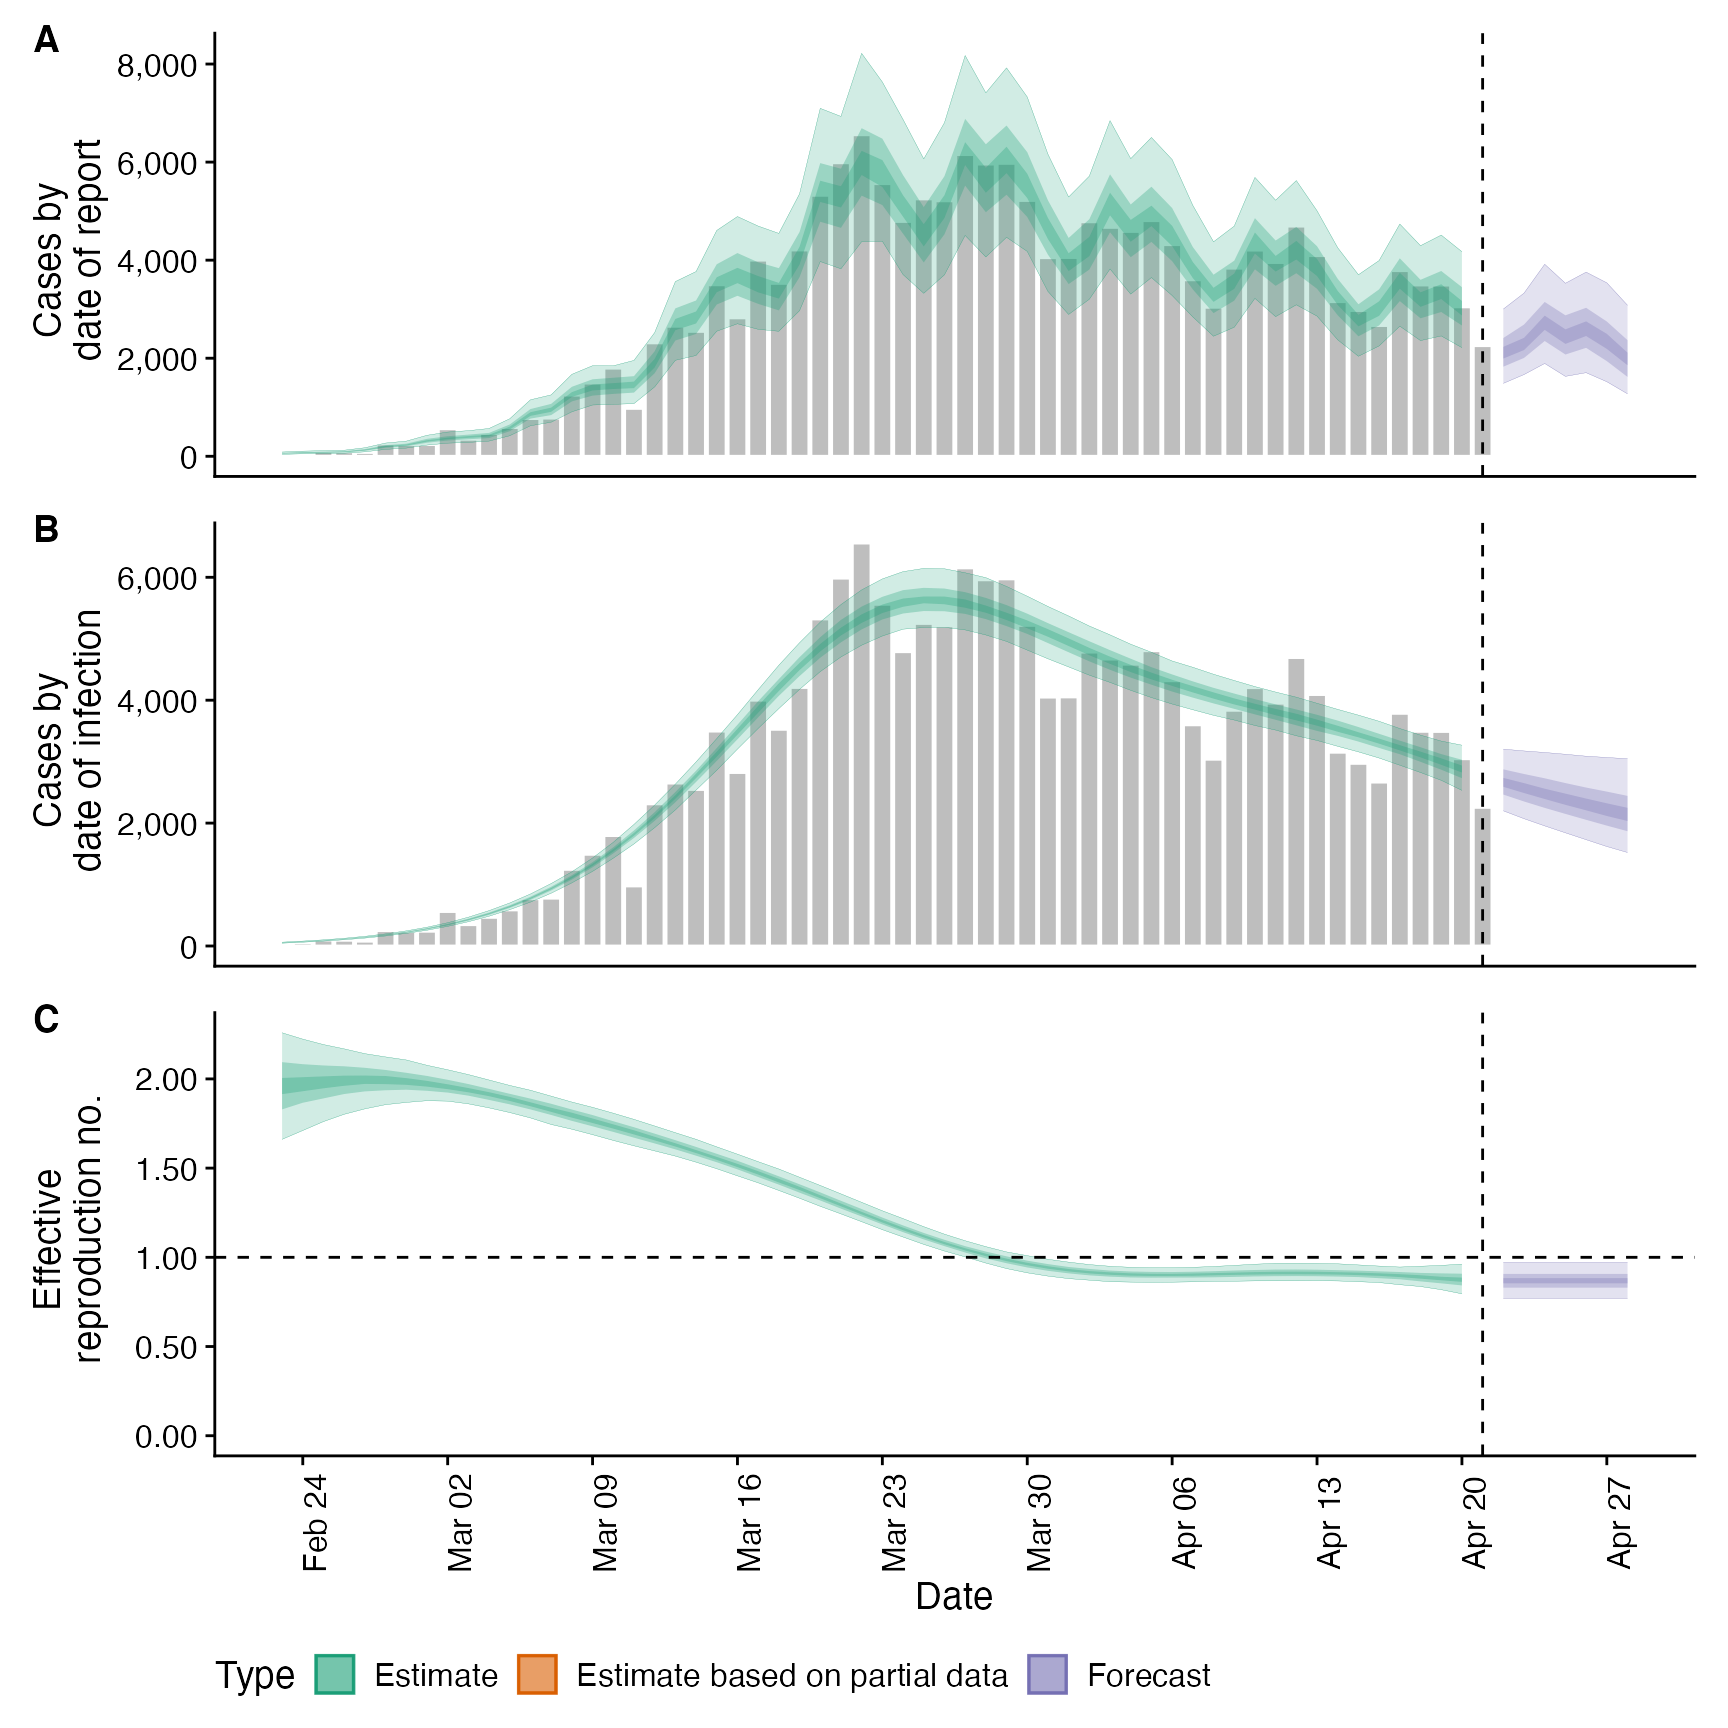 A
Cases by
date of report
8,000
6,000
4,000
2,000
0
B
Cases by
date of infection
6,000
4,000
2,000
0
C
Effective
reproduction no.
2.00
1.50
1.00
0.50
0.00
Feb 24
Mar 02
Mar 09
Mar 16
Mar 23
Mar 30
Apr 06
Apr 13
Apr 20
Apr 27
Date
Type Estimate Estimate based on partial data Forecast